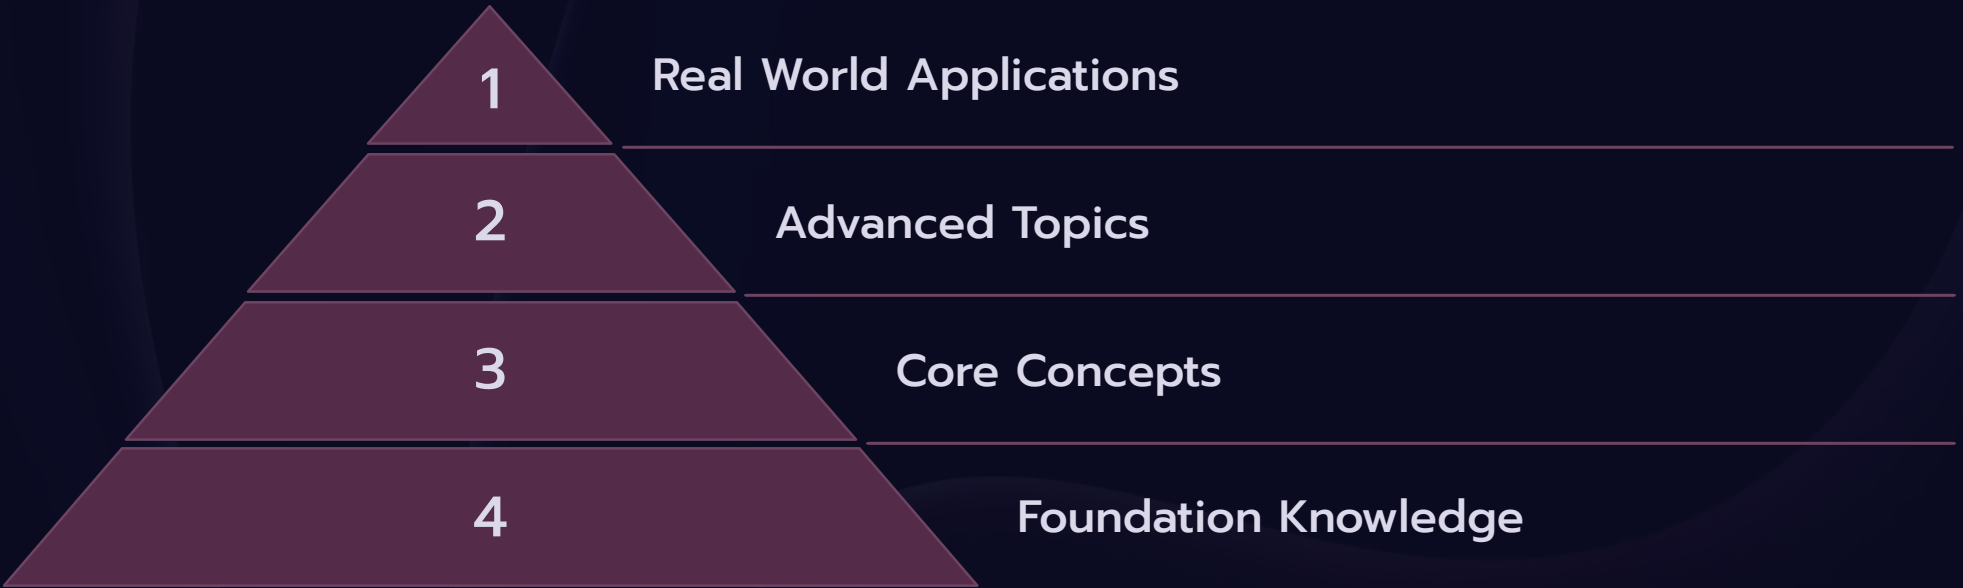 1
Real World Applications
2
Advanced Topics
3
Core Concepts
4
Foundation Knowledge